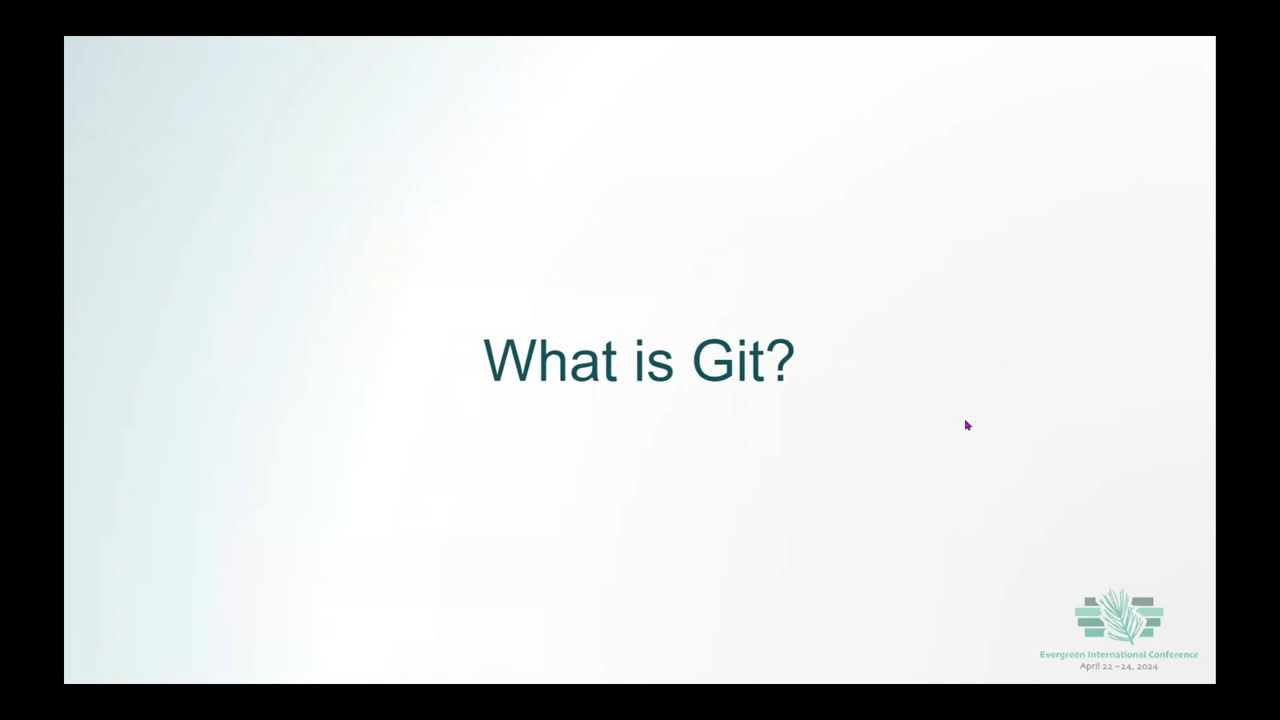 What is Git?
Evergreen International Conference
April 22 –24, 2024